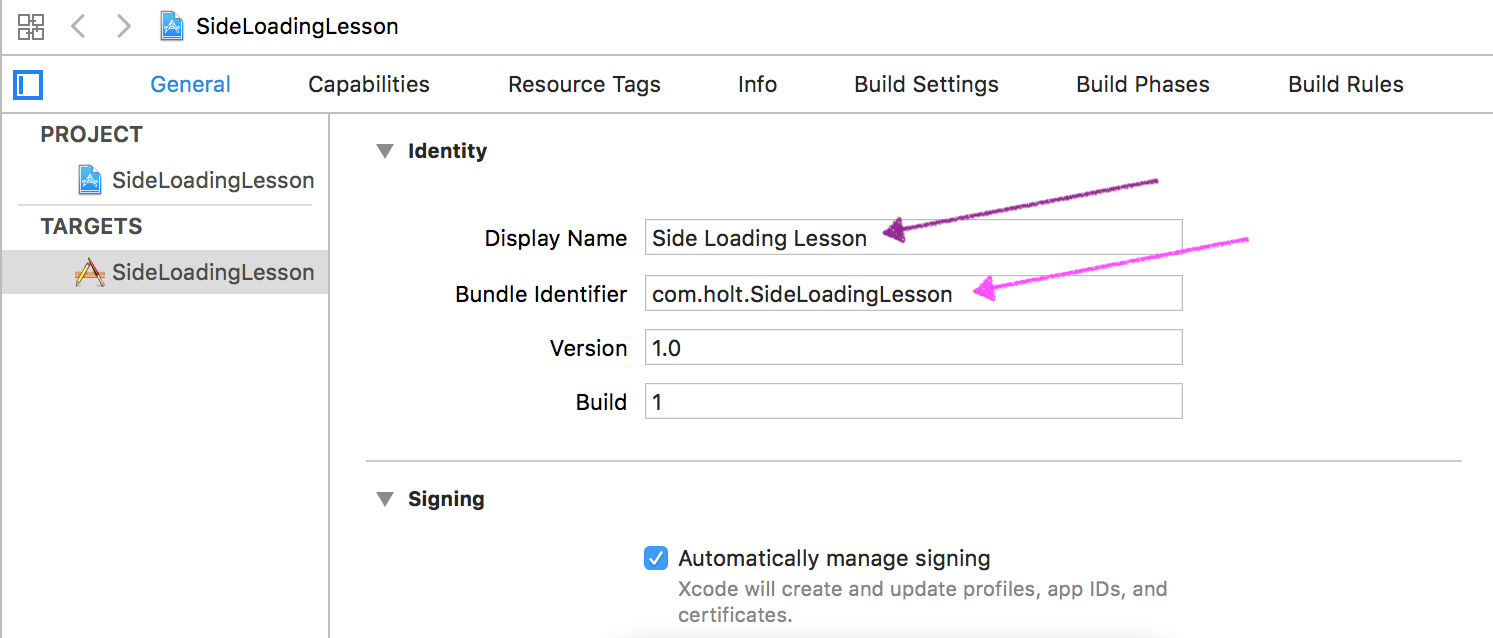 SideLoadingLesson
General Capabilities Resource Tags Info Build Settings Build Phases Build Rules
PROJECT
SideLoadingLesson
TARGETS
SideLoadingLesson
Identity
Display Name Side Loading Lesson
Bundle Identifier com.holt.SideLoadingLesson
Version 1.0
Build 1
Signing
Automatically manage signing
Xcode will create and update profiles, app IDs, and
certificates.